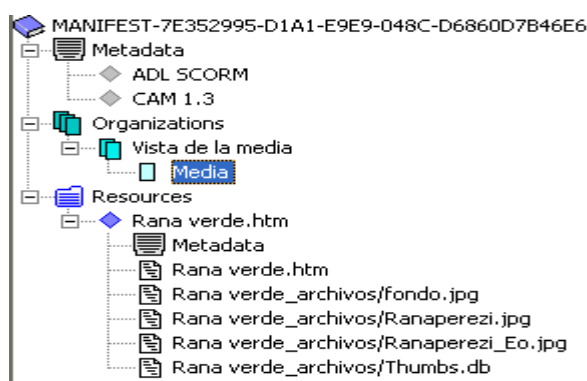 MANIFEST-7E352995-D1A1-E9E9-048C-D6860D7B46E6
Metadata
ADL SCORM
CAM 1.3
Organizations
Vista de la media
Media
Resources
Rana verde.htm
Metadata
Rana verde.htm
Rana verde_archivos/fondo.jpg
Rana verde_archivos/Ranaperezi.jpg
Rana verde_archivos/Ranaperezi_Eo.jpg
Rana verde_archivos/Thumbs.db